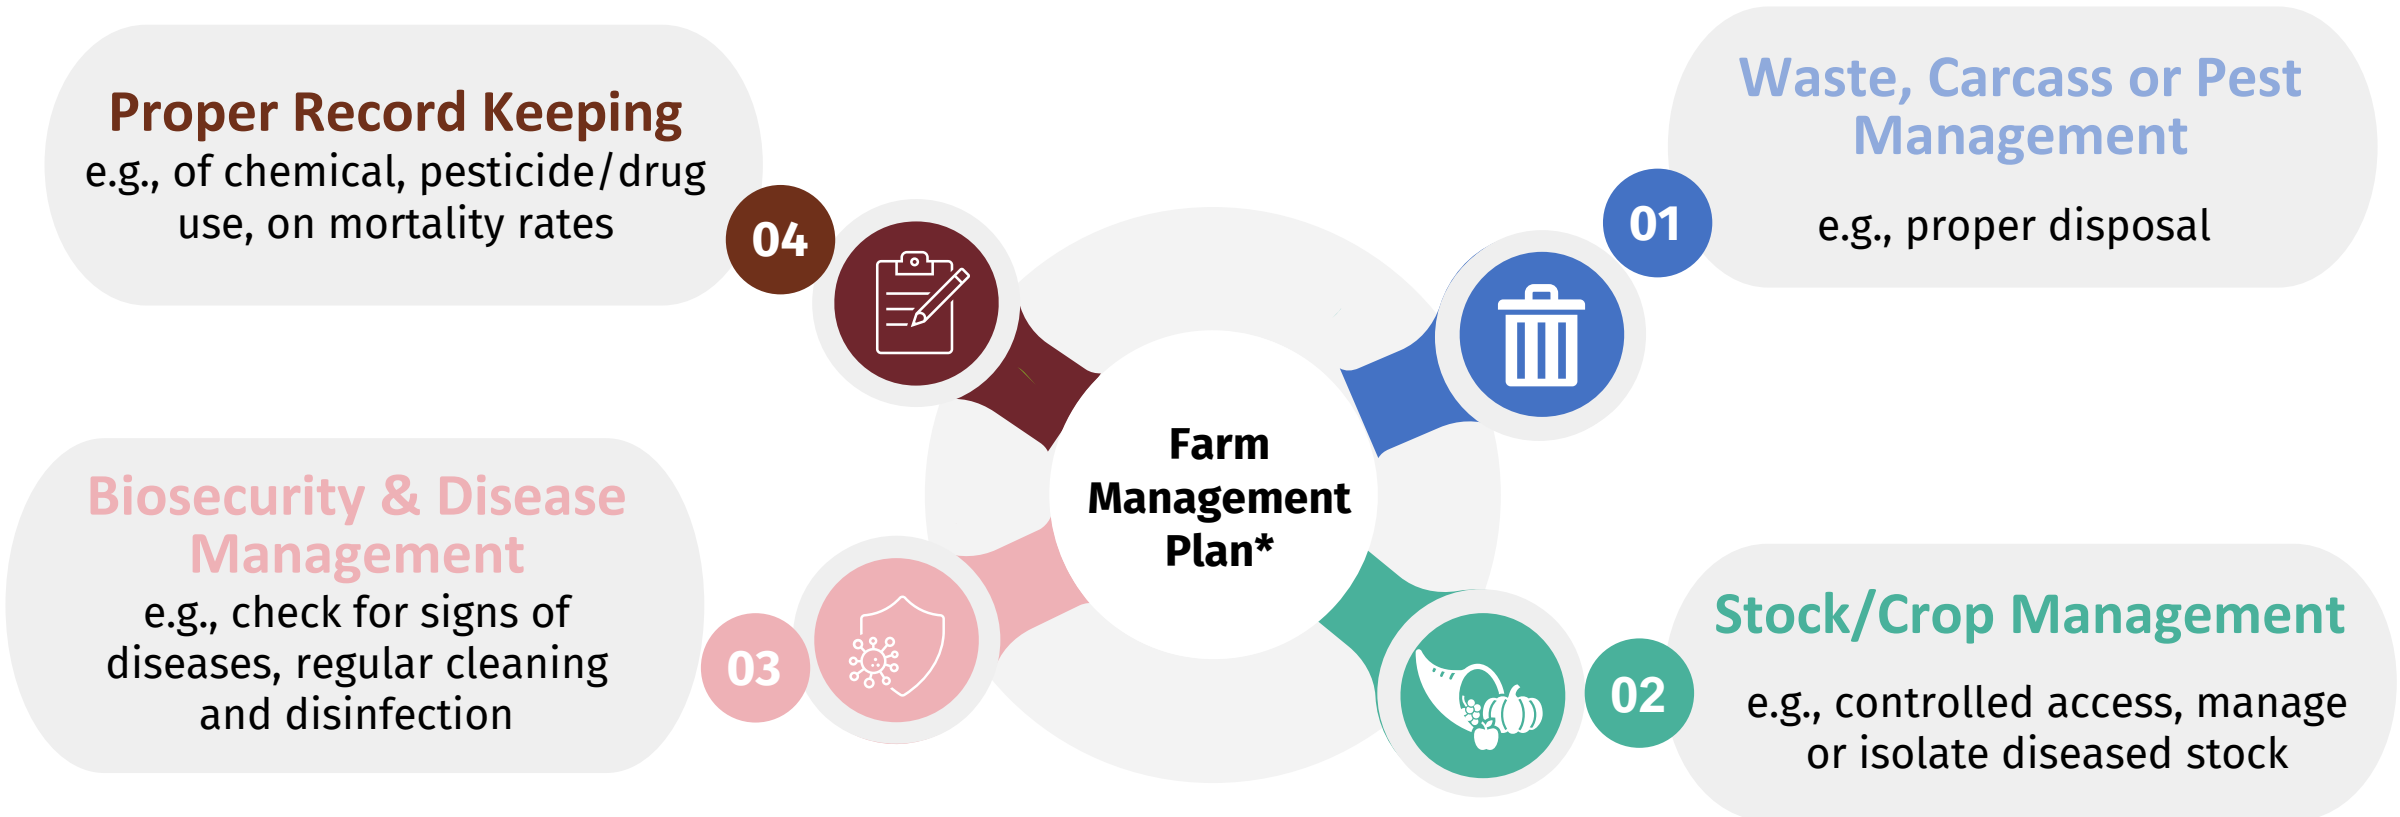 Waste, Carcass or Pest
Management
e.g., proper disposal
01
Stock/Crop Management
e.g., controlled access, manage
or isolate diseased stock
02
Biosecurity & Disease
Management
e.g., check for signs of
diseases, regular cleaning
and disinfection
03
Proper Record Keeping
e.g., of chemical, pesticide/drug
use, on mortality rates
04
Farm
Management
Plan*